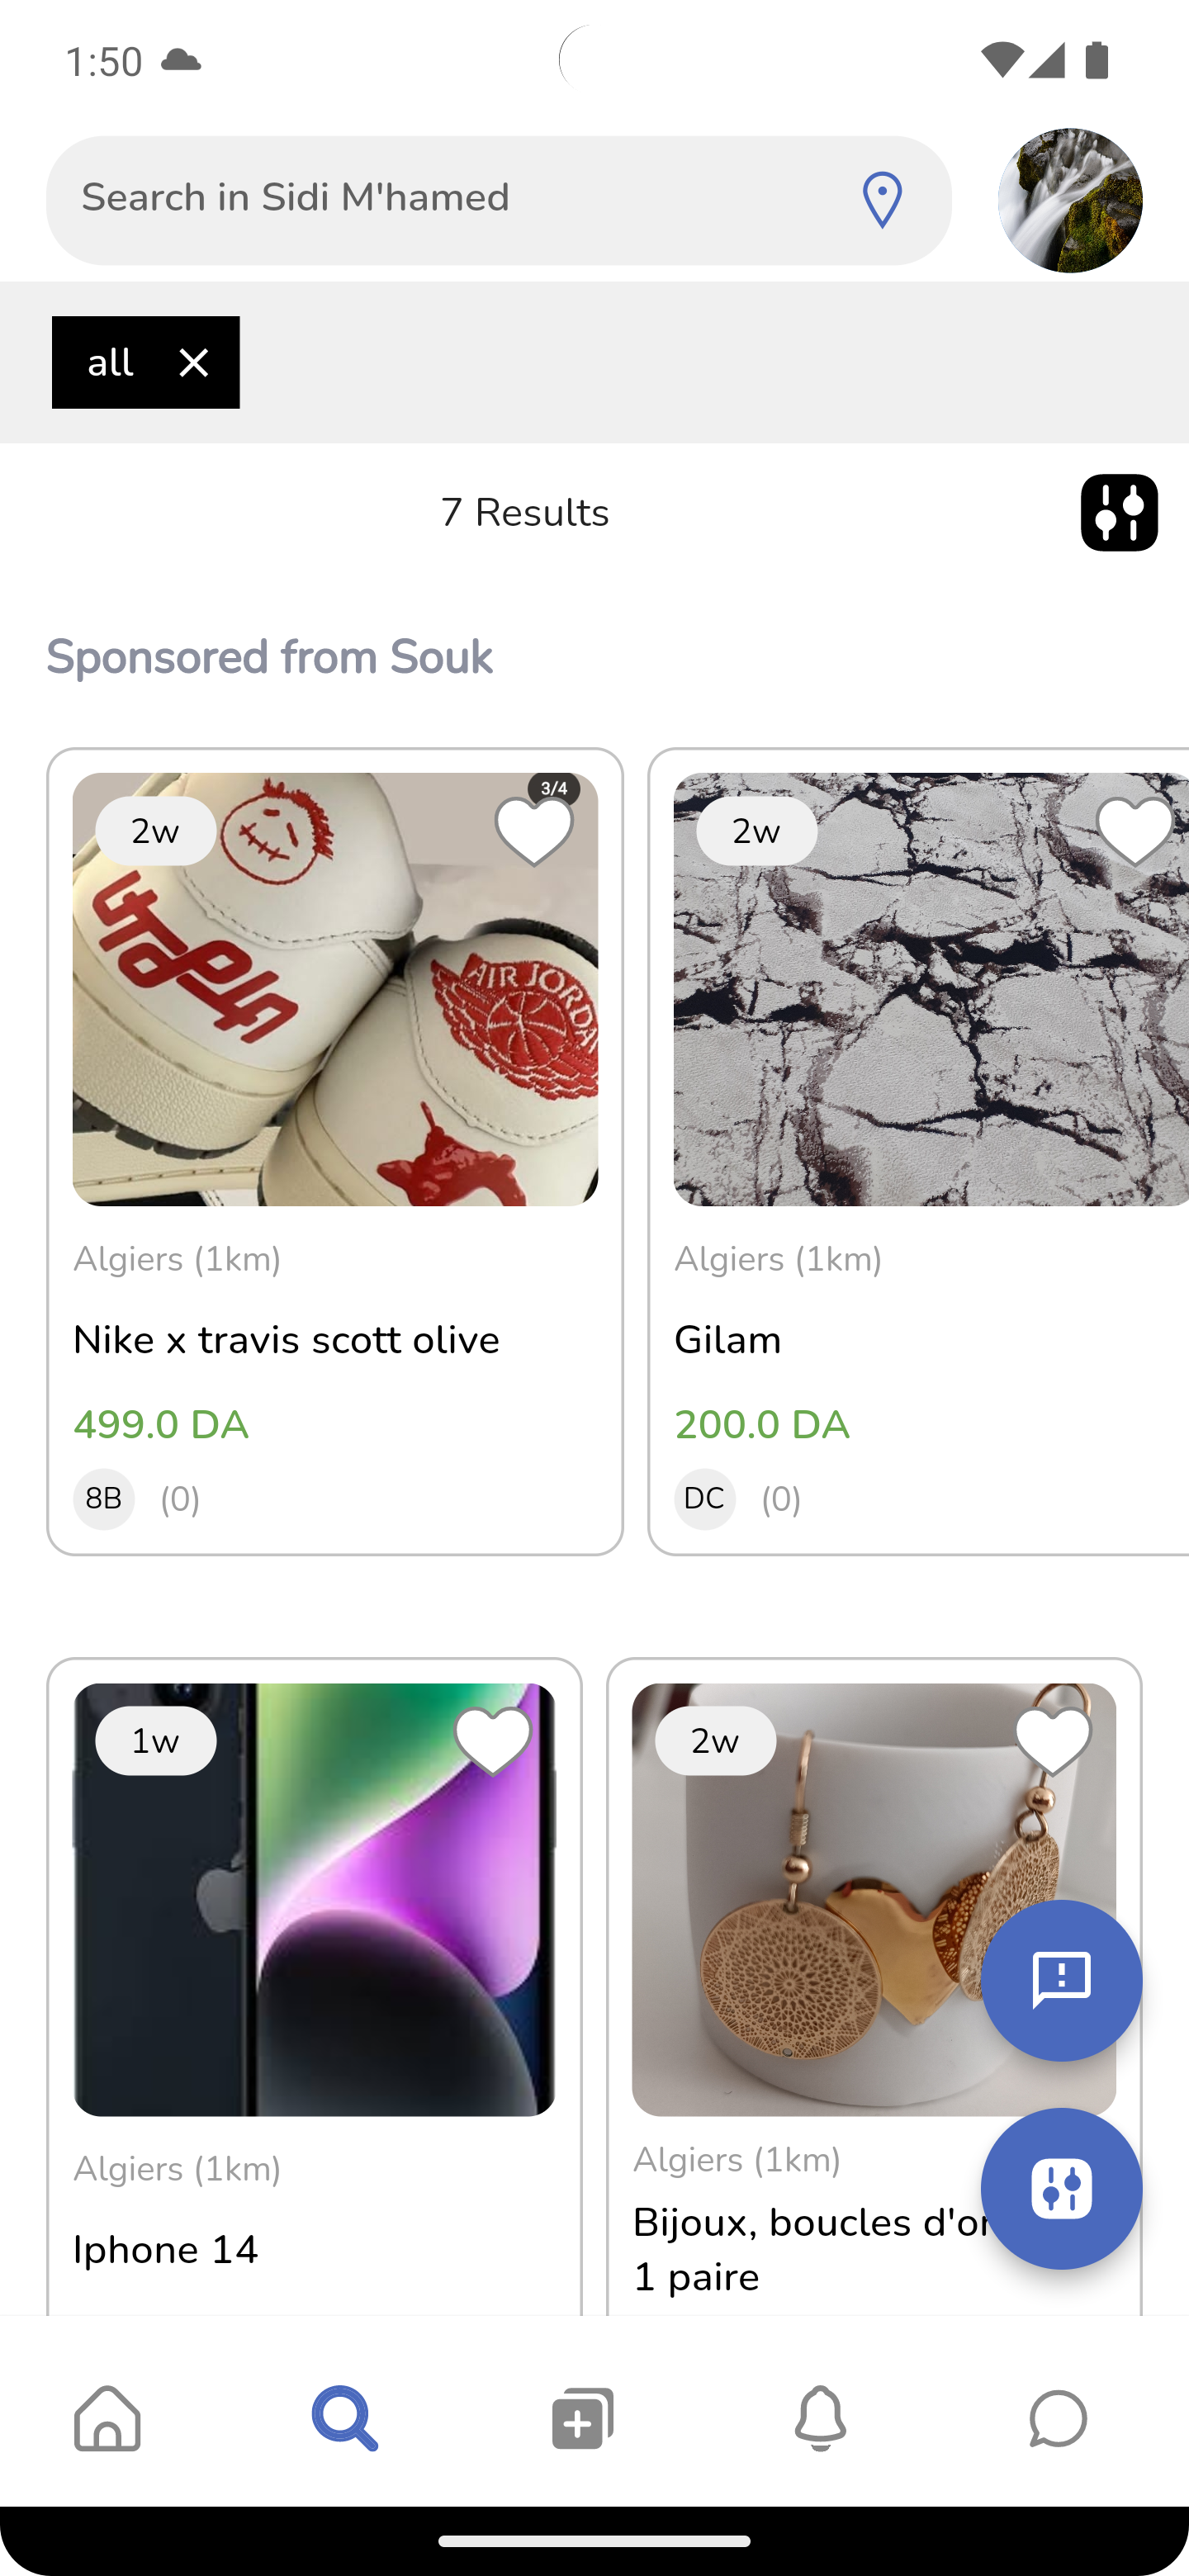 1:50
Search in Sidi M'hamed
all
7 Results
Sponsored from Souk
2w
3/4
2w
AIR JORDA
Algiers (1km)
Algiers (1km)
Nike x travis scott olive
Gilam
499.0 DA
200.0 DA
8B (0)
DC (0)
1w
2w
Algiers (1km)
Algiers (1km)
Iphone 14
Bijoux, boucles d'or
1 paire